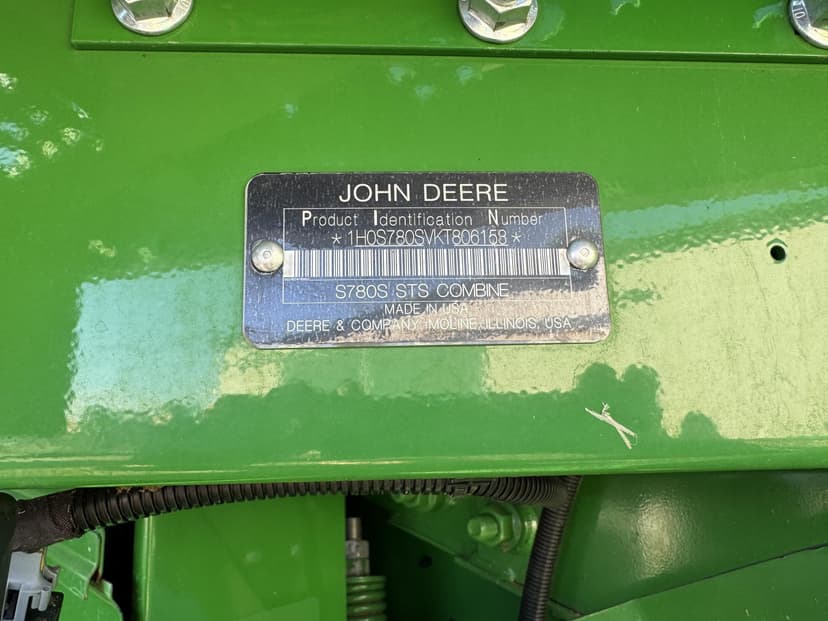 JOHN DEERE
Product Identification Number
*1H0S780SVKT806158*
S780S STS COMBINE
MADE IN USA
DEERE & COMPANY MOLINE, ILLINOIS, USA